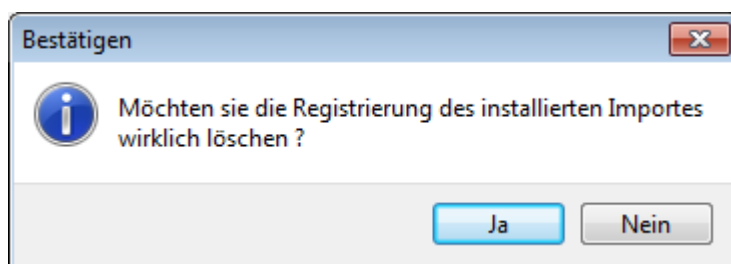 Bestätigen
Möchten sie die Registrierung des installierten Importes
wirklich löschen ?
Ja Nein